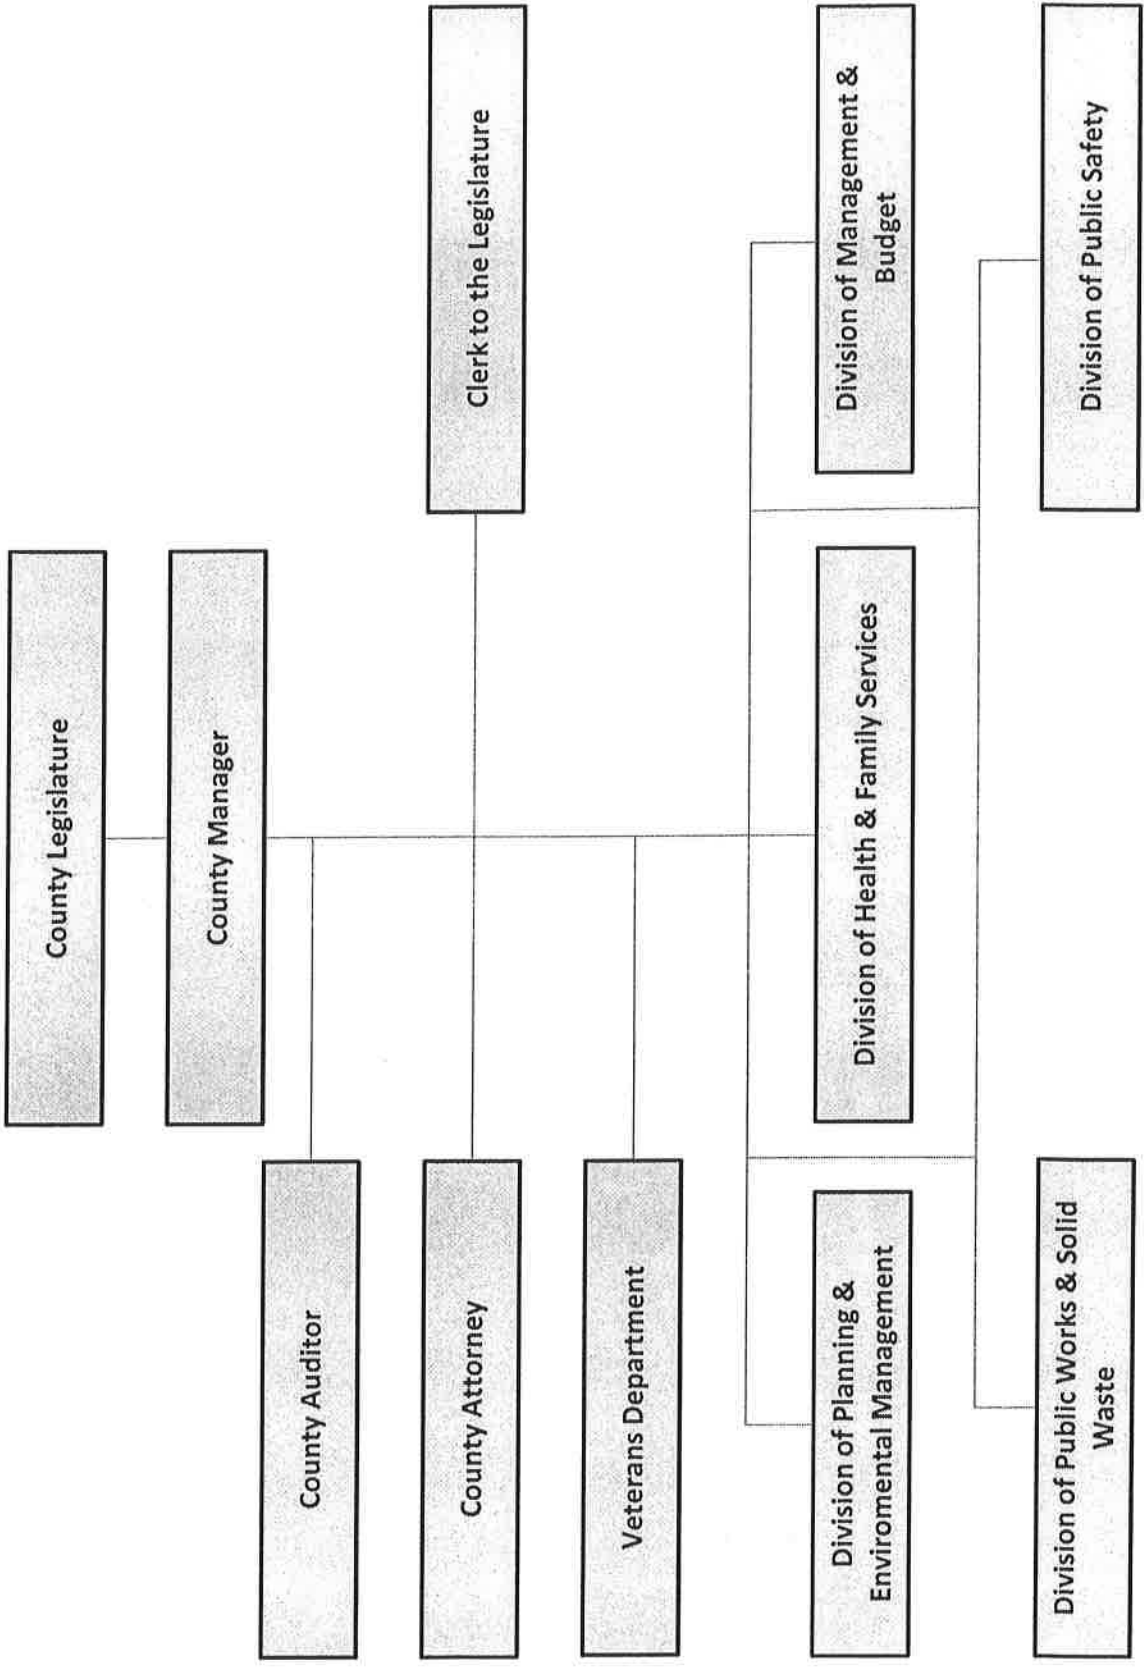 County Legislature
County Manager
County Auditor
County Attorney
Clerk to the Legislature
Veterans Department
Division of Planning &
Enviromental Management
Division of Health & Family Services
Division of Management &
Budget
Division of Public Works & Solid
Waste
Division of Public Safety